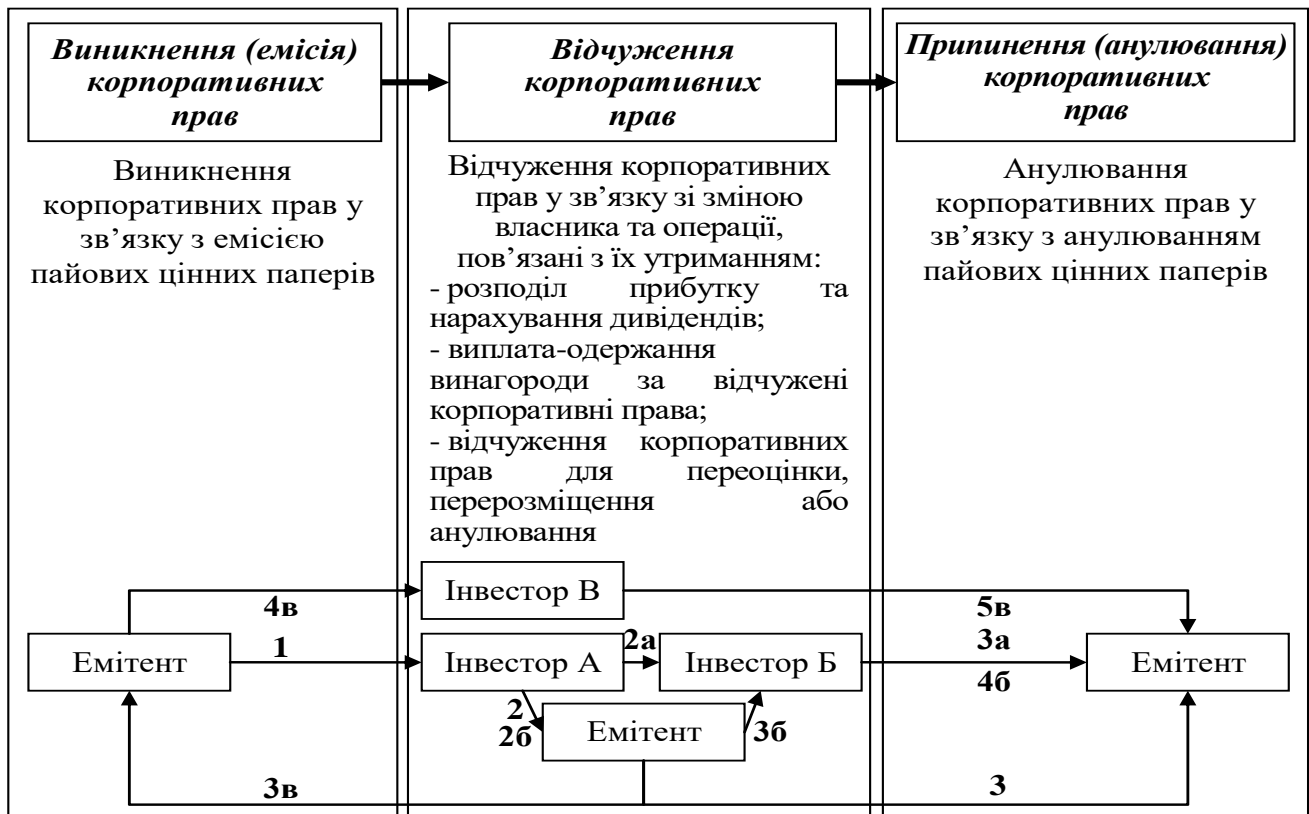 Виникнення (емісія)
корпоративних
прав
Відчуження
корпоративних
прав
Припинення (анулювання)
корпоративних
прав
Виникнення
корпоративних прав у
зв’язку з емісією
пайових цінних паперів
Відчуження корпоративних
прав у зв’язку зі зміною
власника та операції,
пов’язані з їх утриманням:
- розподіл прибутку та
нарахування дивідендів;
- виплата-одержання
винагороди за відчужені
корпоративні права;
- відчуження корпоративних
прав для переоцінки,
перерозміщення або
анулювання
Анулювання
корпоративних прав у
зв’язку з анулюванням
пайових цінних паперів
4в
Інвестор В
5в
Емітент
1
Інвестор А
2а
Інвестор Б
3а
4б
Емітент
2
2б
Емітент
3б
3в
3